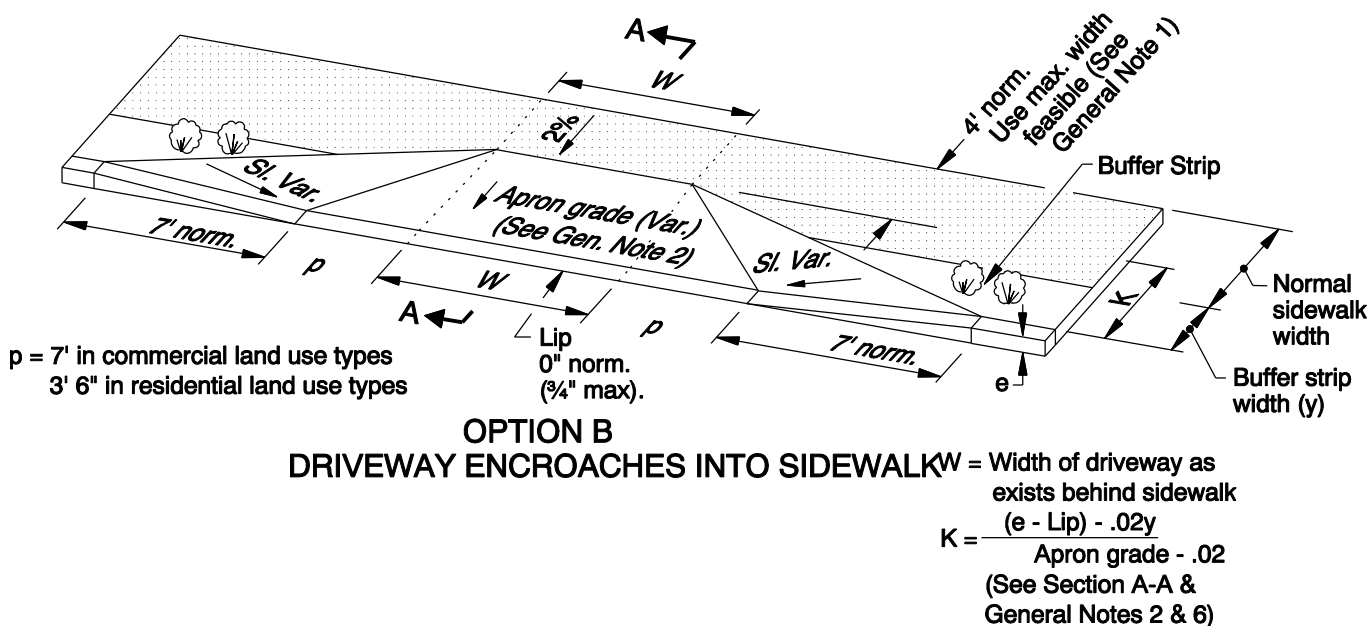 A
W
4' norm.
Use max. width
feasible (See
General Note 1)
2%
Buffer Strip
Sl. Var.
Apron grade (Var.)
(See Gen. Note 2)
7' norm.
p
W
Sl. Var.
K
Normal
sidewalk
width
A
Lip
0" norm.
(¾" max).
p
7' norm.
e
Buffer strip
width (y)
p = 7' in commercial land use types
3' 6" in residential land use types
OPTION B
DRIVEWAY ENCROACHES INTO SIDEWALK
W = Width of driveway as
exists behind sidewalk
K = (e - Lip) - .02y
Apron grade - .02
(See Section A-A &
General Notes 2 & 6)